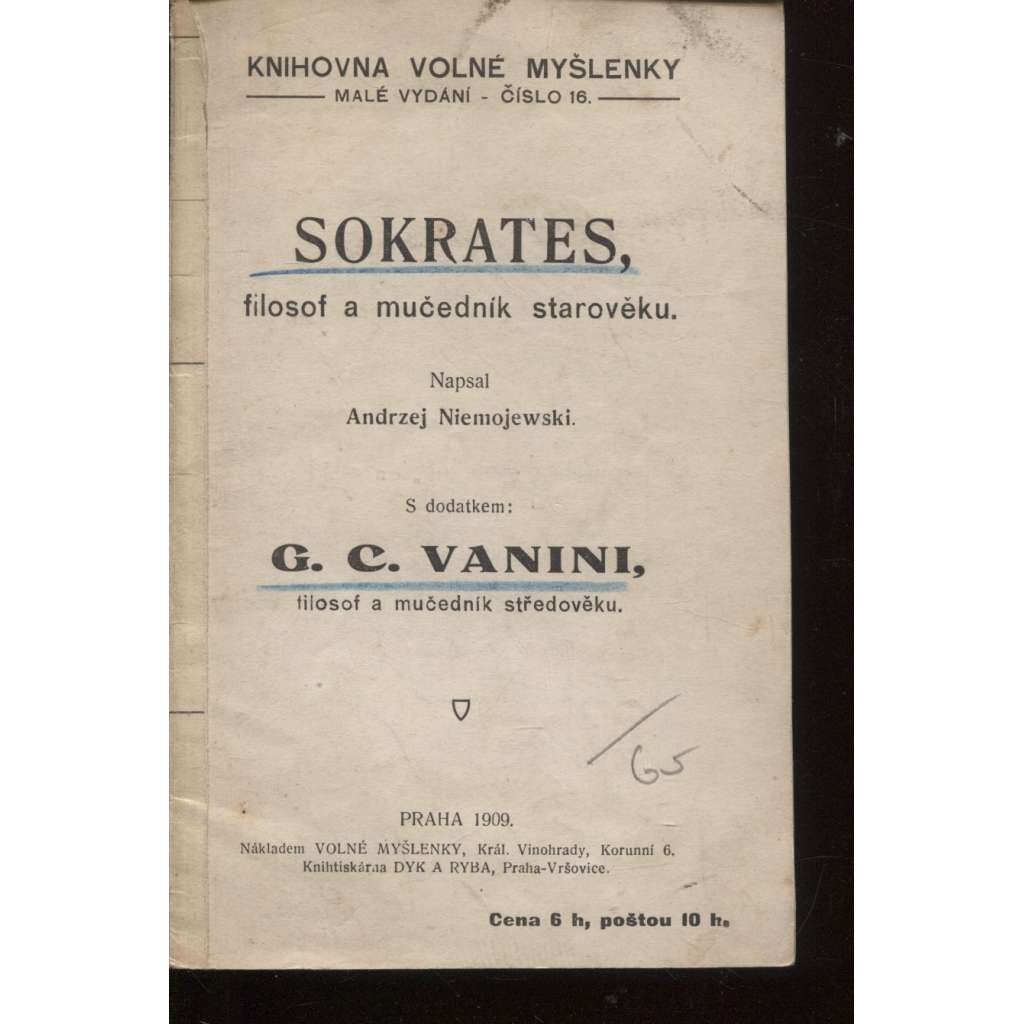 KNIHOVNA VOLNÉ MYŠLENKY
MALÉ VYDÁNÍ - ČÍSLO 16.
SOKRATES,
filosof a mučedník starověku.
Napsal
Andrzej Niemojewski.
S dodatkem:
G. C. VANINI,
filosof a mučedník středověku.
/65
PRAHA 1909.
Nákladem VOLNÉ MYŠLENKY, Král. Vinohrady, Korunní 6.
Knihtiskárna DYK A RYBA, Praha-Vršovice.
Cena 6 h, poštou 10 h.